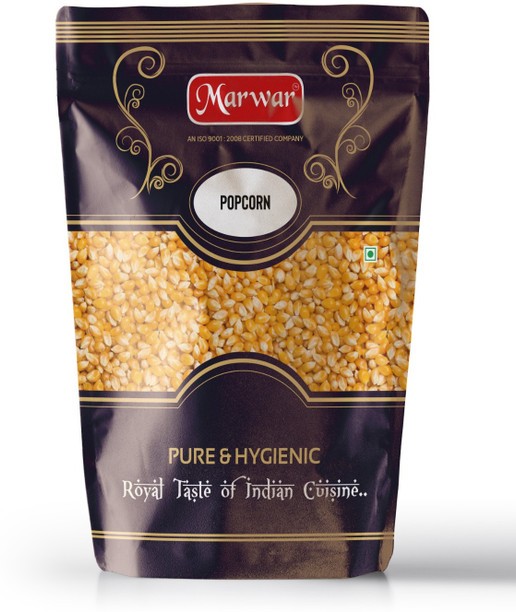 Marwar
AN ISO 9001 : 2008 CERTIFIED COMPANY
POPCORN
PURE & HYGIENIC
Royal Taste of Indian Cuisine..